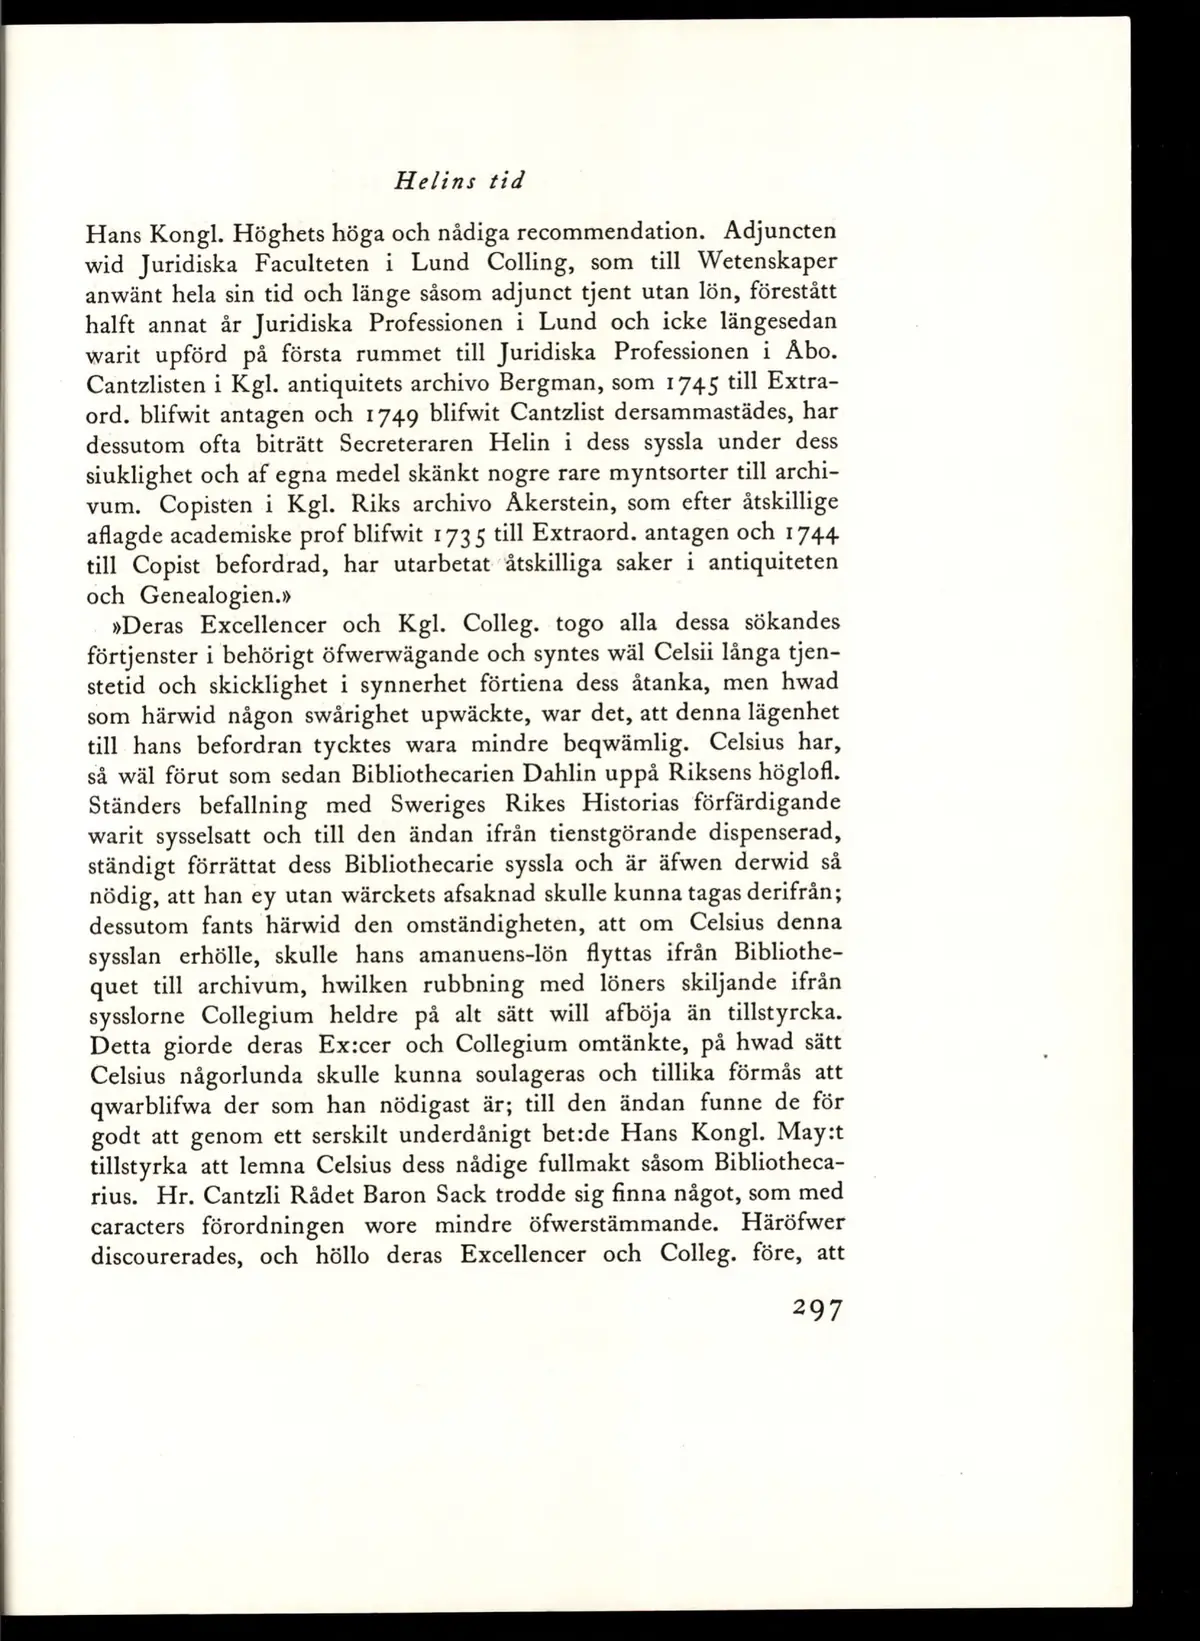 Helins tid
Hans Kongl. Höghets höga och nådiga recommendation. Adjuncten
wid Juridiska Faculteten i Lund Colling, som till Wetenskaper
anwänt hela sin tid och länge såsom adjunct tjent utan lön, förestått
halft annat år Juridiska Professionen i Lund och icke längesedan
warit upförd på första rummet till Juridiska Professionen i Åbo.
Cantzlisten i Kgl. antiquitets archivo Bergman, som 1745 till Extra-
ord. blifwit antagen och 1749 blifwit Cantzlist dersammastädes, har
dessutom ofta biträtt Secreteraren Helin i dess syssla under dess
siuklighet och af egna medel skänkt nogre rare myntsorter till archi-
vum. Copisten i Kgl. Riks archivo Åkerstein, som efter åtskillige
aflagde academiske prof blifwit 1735 till Extraord. antagen och 1744
till Copist befordrad, har utarbetat åtskilliga saker i antiquiteten
och Genealogien.»
»Deras Excellencer och Kgl. Colleg. togo alla dessa sökandes
förtjenster i behörigt öfwerwägande och syntes wäl Celsii långa tjen-
stetid och skicklighet i synnerhet förtiena dess åtanka, men hwad
som härwid någon swårighet upwäckte, war det, att denna lägenhet
till hans befordran tycktes wara mindre beqwämlig. Celsius har,
så wäl förut som sedan Bibliothecarien Dahlin uppå Riksens höglofl.
Ständers befallning med Sweriges Rikes Historias förfärdigande
warit sysselsatt och till den ändan ifrån tienstgörande dispenserad,
ständigt förrättat dess Bibliothecarie syssla och är äfwen derwid så
nödig, att han ey utan wärckets afsaknad skulle kunna tagas derifrån;
dessutom fants härwid den omständigheten, att om Celsius denna
sysslan erhölle, skulle hans amanuens-lön flyttas ifrån Bibliothe-
quet till archivum, hwilken rubbning med löners skiljande ifrån
sysslorne Collegium heldre på alt sätt will afböja än tillstyrcka.
Detta giorde deras Ex:cer och Collegium omtänkte, på hwad sätt
Celsius någorlunda skulle kunna soulageras och tillika förmås att
qwarblifwa der som han nödigast är; till den ändan funne de för
godt att genom ett serskilt underdånigt bet:de Hans Kongl. May:t
tillstyrka att lemna Celsius dess nådige fullmakt såsom Bibliotheca-
rius. Hr. Cantzli Rådet Baron Sack trodde sig finna något, som med
caracters förordningen wore mindre öfwerstämmande. Häröfwer
discourerades, och höllo deras Excellencer och Colleg. före, att
297